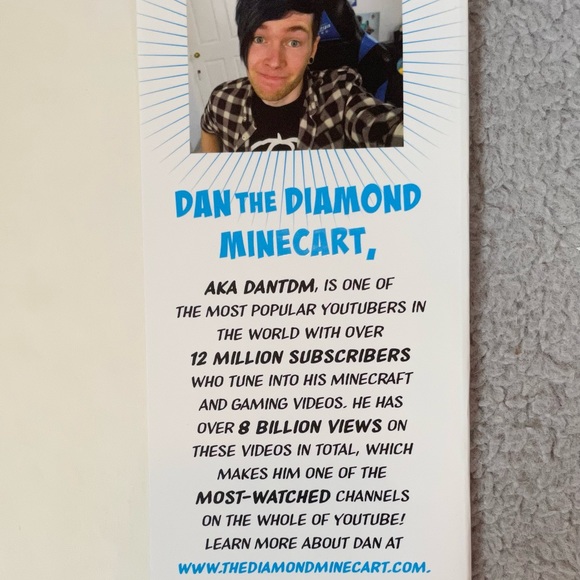 DAN THE DIAMOND
MINECART,
AKA DANTDM, IS ONE OF
THE MOST POPULAR YOUTUBERS IN
THE WORLD WITH OVER
12 MILLION SUBSCRIBERS
WHO TUNE INTO HIS MINECRAFT
AND GAMING VIDEOS. HE HAS
OVER 8 BILLION VIEWS ON
THESE VIDEOS IN TOTAL, WHICH
MAKES HIM ONE OF THE
MOST-WATCHED CHANNELS
ON THE WHOLE OF YOUTUBE!
LEARN MORE ABOUT DAN AT
WWW.THEDIAMONDMINECART.COM.